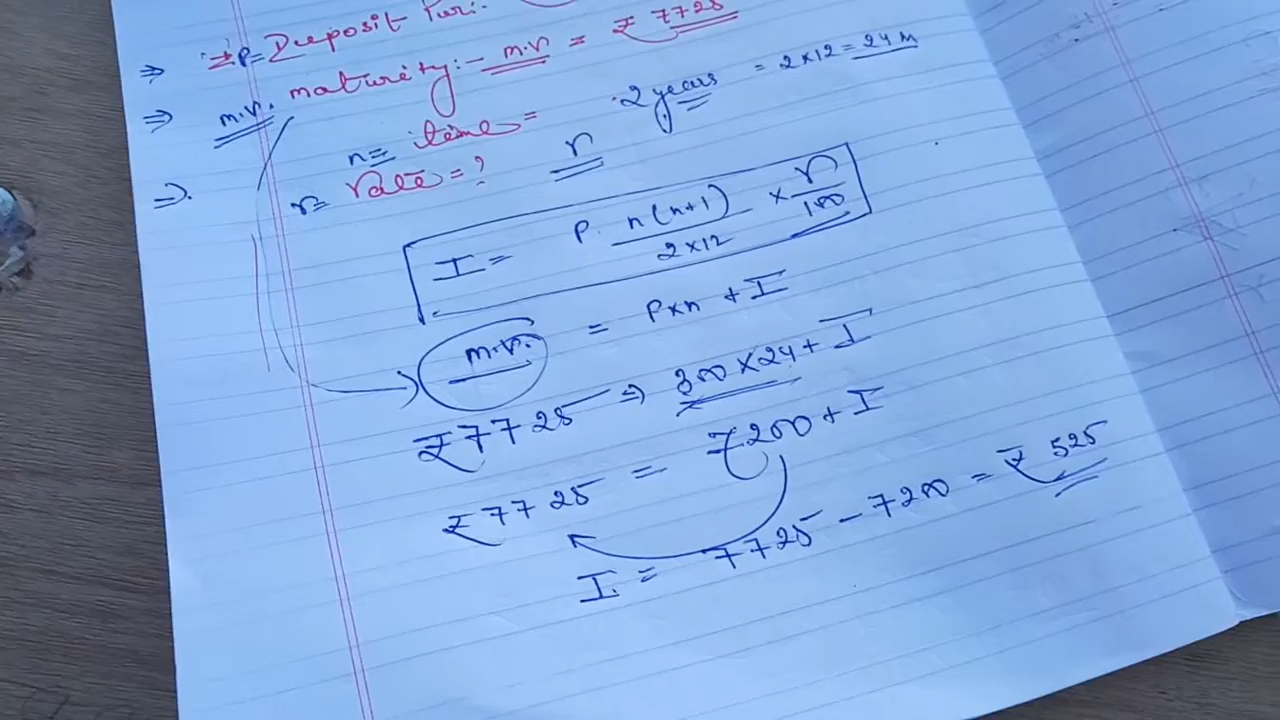 ⇒ P= Deposit Per:-
⇒ m.v. maturity:- m.v = ₹ 7725
n= time = 2 years = 2×12 = 24 M
⇒. r= rate = ? r
I = P. n(n+1) / 2×12 × r/100
m.v. = P×n + I
₹7725 ⇒ 300×24 + I
₹7725 = 7200 + I
I. = 7725 - 7200 = ₹ 525